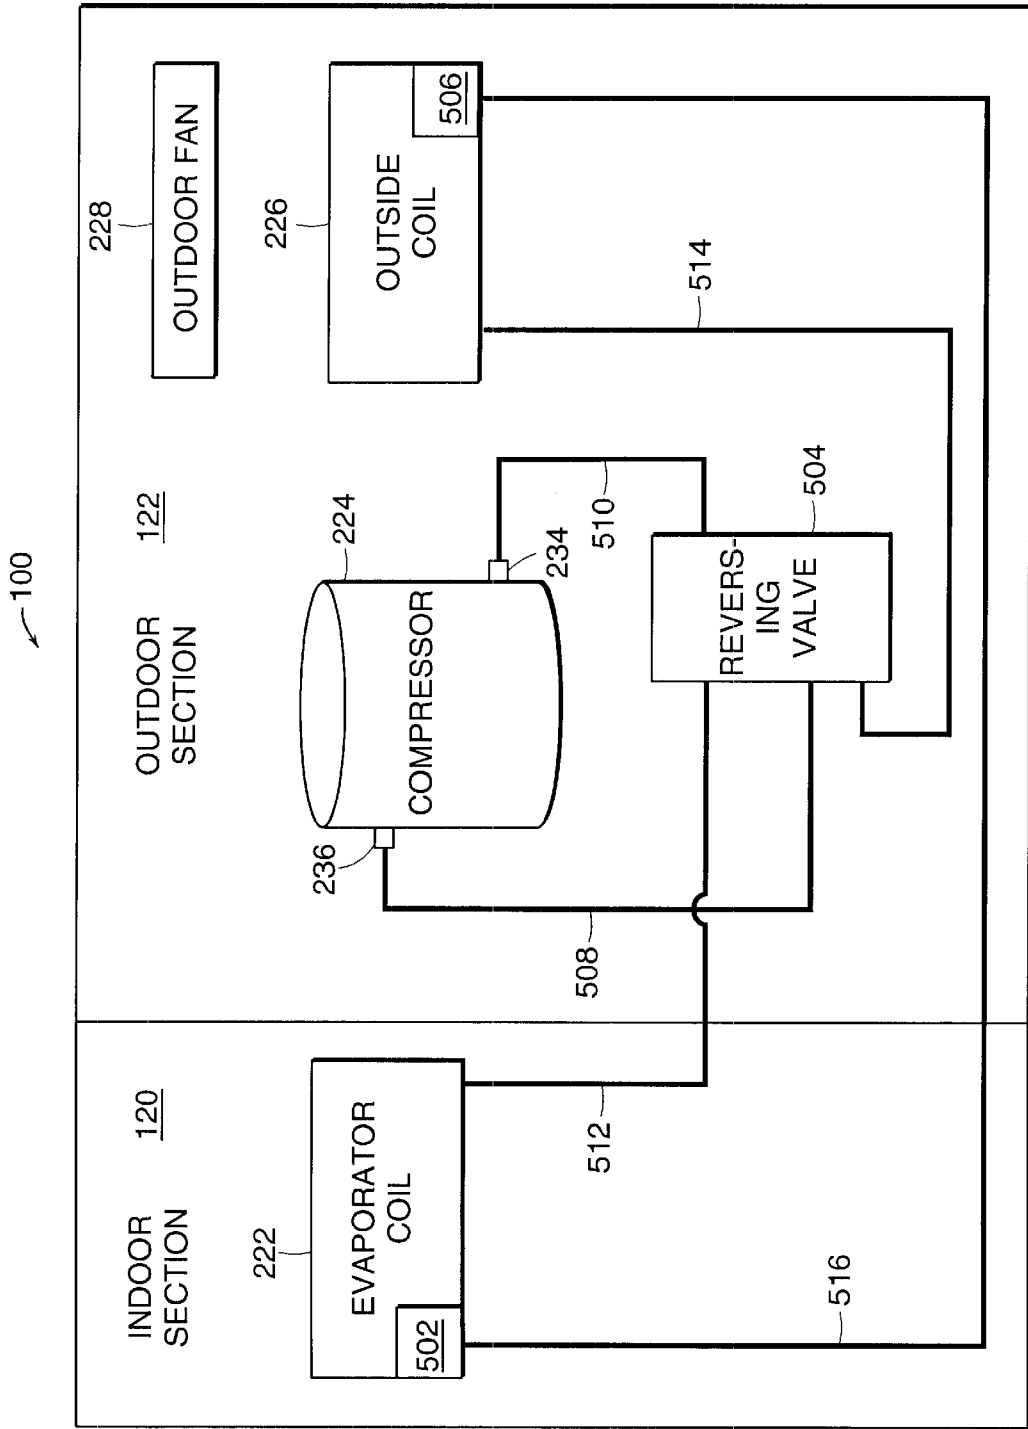 100
INDOOR
SECTION
120
OUTDOOR
SECTION
122
228
OUTDOOR FAN
222
EVAPORATOR
COIL
502
224
COMPRESSOR
236
234
226
OUTSIDE
COIL
506
508
510
512
514
516
504
REVERS-
ING
VALVE